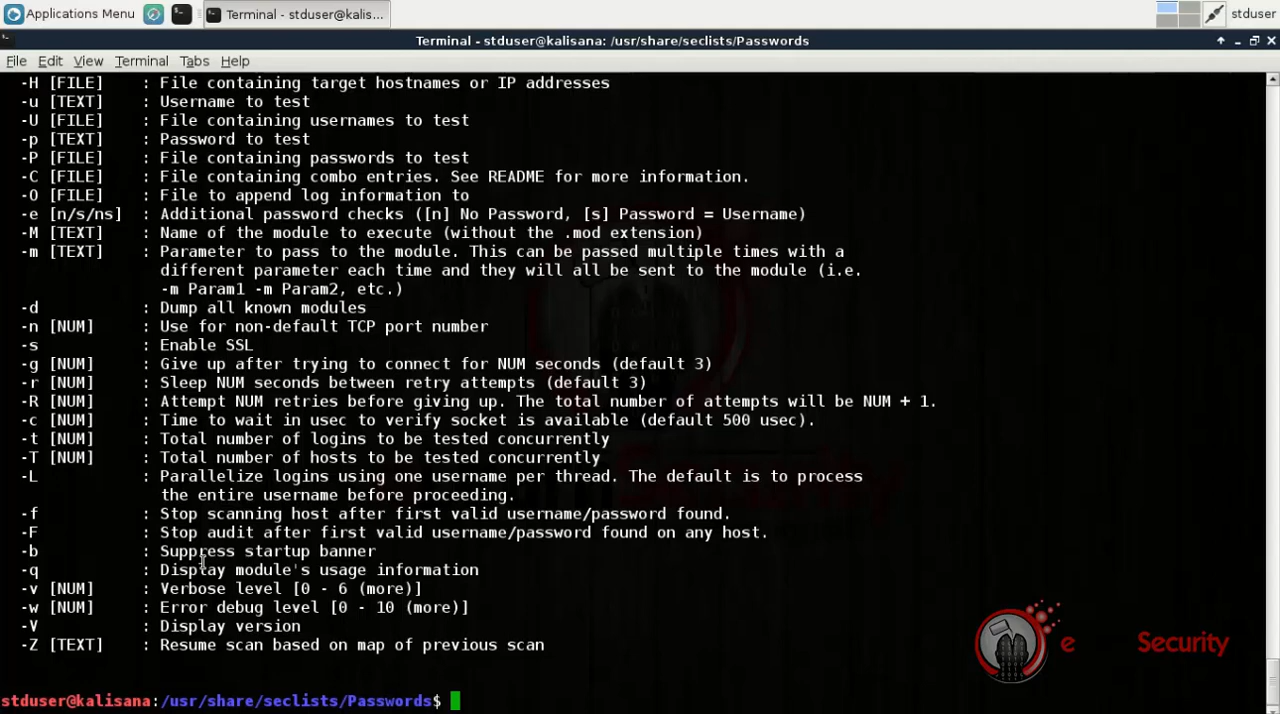 Applications Menu
Terminal - stduser@kalis...
stduser
Terminal - stduser@kalisana: /usr/share/seclists/Passwords
File Edit View Terminal Tabs Help
-H [FILE] : File containing target hostnames or IP addresses
-u [TEXT] : Username to test
-U [FILE] : File containing usernames to test
-p [TEXT] : Password to test
-P [FILE] : File containing passwords to test
-C [FILE] : File containing combo entries. See README for more information.
-O [FILE] : File to append log information to
-e [n/s/ns] : Additional password checks ([n] No Password, [s] Password = Username)
-M [TEXT] : Name of the module to execute (without the .mod extension)
-m [TEXT] : Parameter to pass to the module. This can be passed multiple times with a
different parameter each time and they will all be sent to the module (i.e.
-m Param1 -m Param2, etc.)
-d : Dump all known modules
-n [NUM] : Use for non-default TCP port number
-s : Enable SSL
-g [NUM] : Give up after trying to connect for NUM seconds (default 3)
-r [NUM] : Sleep NUM seconds between retry attempts (default 3)
-R [NUM] : Attempt NUM retries before giving up. The total number of attempts will be NUM + 1.
-c [NUM] : Time to wait in usec to verify socket is available (default 500 usec).
-t [NUM] : Total number of logins to be tested concurrently
-T [NUM] : Total number of hosts to be tested concurrently
-L : Parallelize logins using one username per thread. The default is to process
the entire username before proceeding.
-f : Stop scanning host after first valid username/password found.
-F : Stop audit after first valid username/password found on any host.
-b : Suppress startup banner
-q : Display module's usage information
-v [NUM] : Verbose level [0 - 6 (more)]
-w [NUM] : Error debug level [0 - 10 (more)]
-V : Display version
-Z [TEXT] : Resume scan based on map of previous scan
e Security
stduser@kalisana:/usr/share/seclists/Passwords$